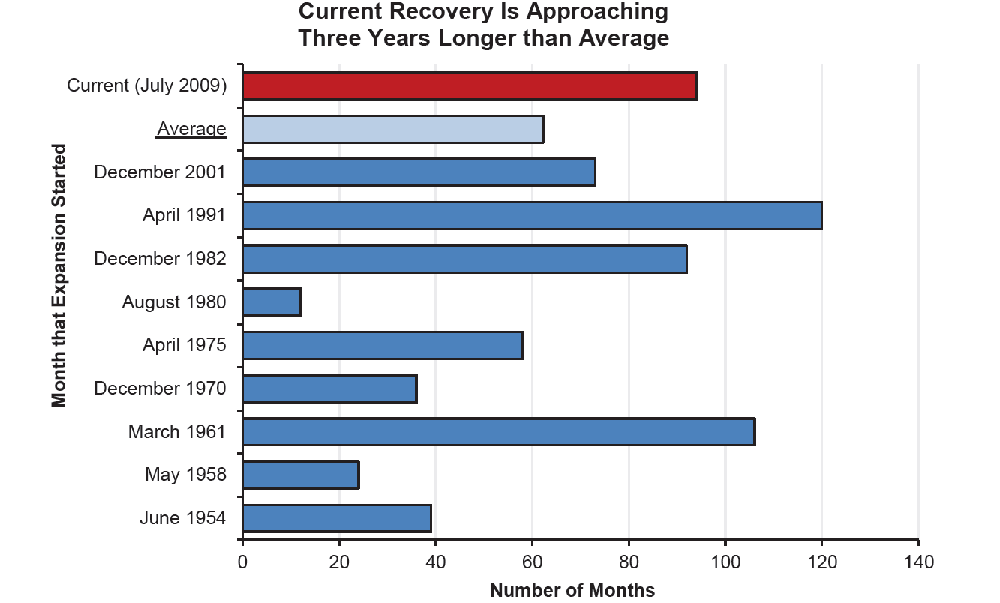 Current Recovery Is Approaching
Three Years Longer than Average
Month that Expansion Started
Current (July 2009)
Average
December 2001
April 1991
December 1982
August 1980
April 1975
December 1970
March 1961
May 1958
June 1954
0 20 40 60 80 100 120 140
Number of Months